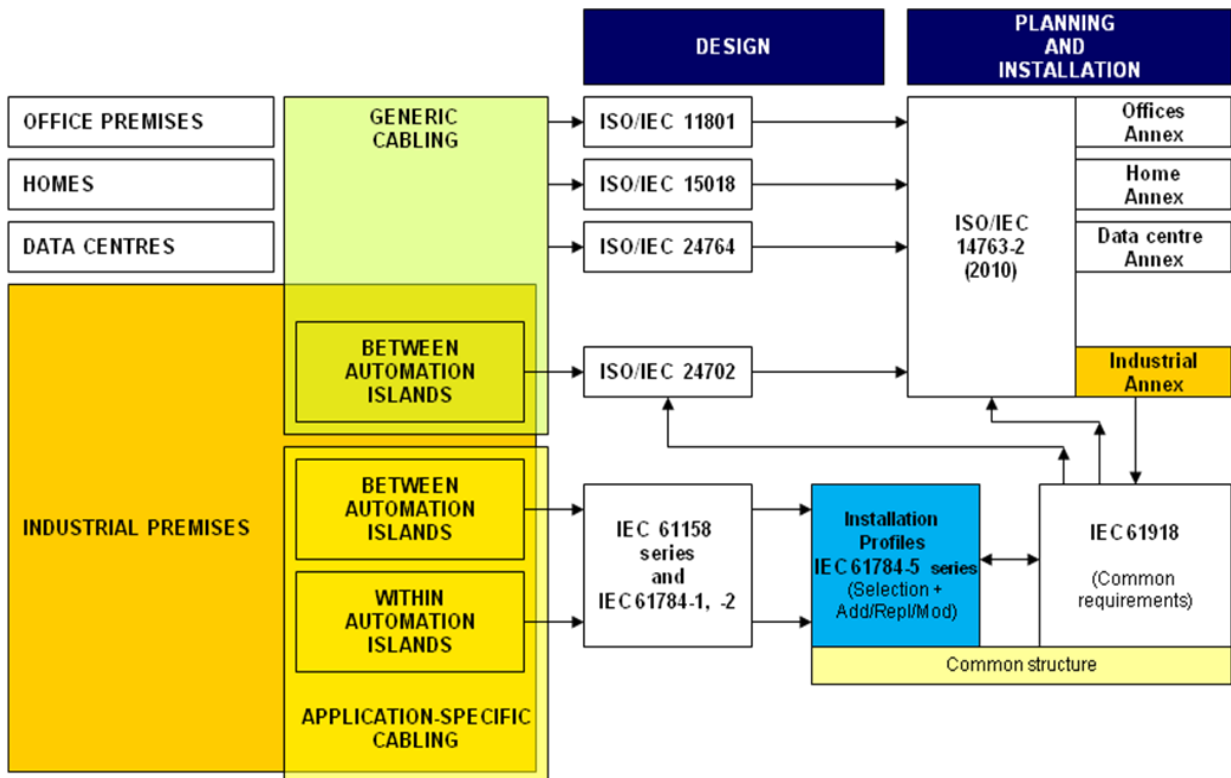 DESIGN
PLANNING
AND
INSTALLATION
OFFICE PREMISES
GENERIC
CABLING
ISO/IEC 11801
Offices
Annex
HOMES
ISO/IEC 15018
Home
Annex
DATA CENTRES
ISO/IEC 24764
ISO/IEC
14763-2
(2010)
Data centre
Annex
BETWEEN
AUTOMATION
ISLANDS
ISO/IEC 24702
Industrial
Annex
INDUSTRIAL PREMISES
BETWEEN
AUTOMATION
ISLANDS
WITHIN
AUTOMATION
ISLANDS
APPLICATION-SPECIFIC
CABLING
IEC 61158
series
and
IEC 61784-1, -2
Installation
Profiles
IEC 61784-5 series
(Selection +
Add/Repl/Mod)
IEC 61918
(Common
requirements)
Common structure